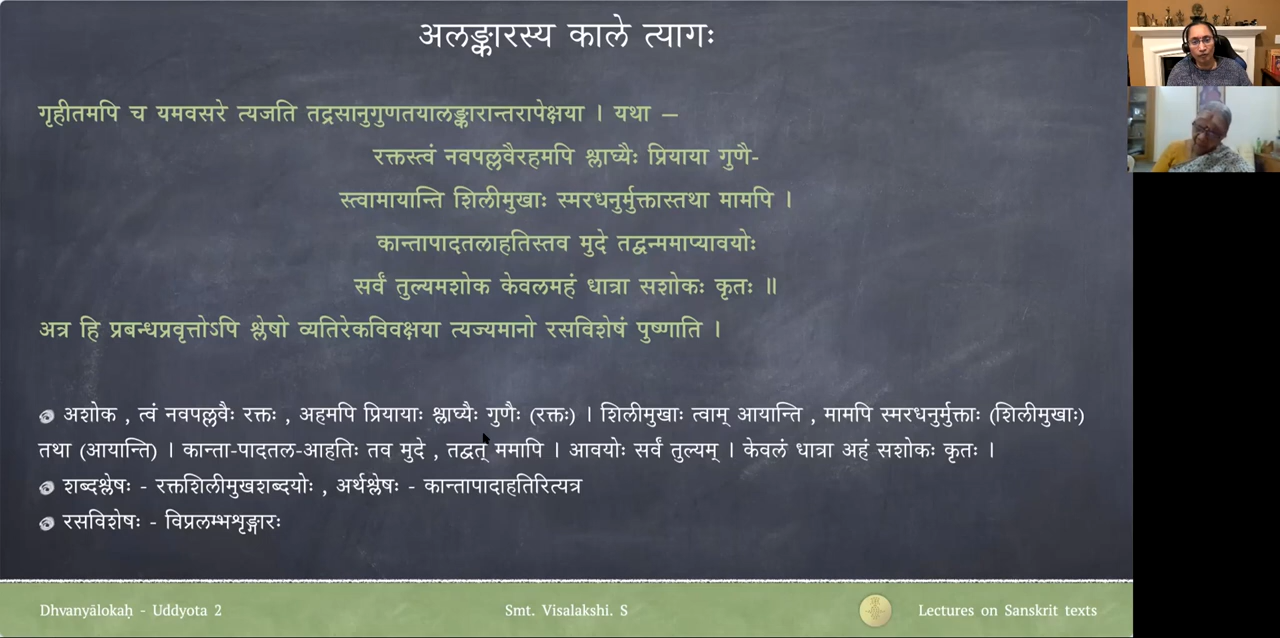 अलङ्कारस्य काले त्यागः
गृहीतमपि च यमवसरे त्यजति तद्रसानुगुणतयालङ्कारान्तरापेक्षया । यथा —
रक्तस्त्वं नवपल्लवैरहमपि श्लाघ्यैः प्रियाया गुणै-
स्त्वामायान्ति शिलीमुखाः स्मरधनुर्मुक्तास्तथा मामपि ।
कान्तापादतलाहतिस्तव मुदे तद्वन्ममाप्यावयोः
सर्वं तुल्यमशोक केवलमहं धात्रा सशोकः कृतः ॥
अत्र हि प्रबन्धप्रवृत्तोऽपि श्लेषो व्यतिरेकविवक्षया त्यज्यमानो रसविशेषं पुष्णाति ।
अशोक , त्वं नवपल्लवैः रक्तः , अहमपि प्रियायाः श्लाघ्यैः गुणैः (रक्तः) । शिलीमुखाः त्वाम् आयान्ति , मामपि स्मरधनुर्मुक्ताः (शिलीमुखाः)
तथा (आयान्ति) । कान्ता-पादतल-आहतिः तव मुदे , तद्वत् ममापि । आवयोः सर्वं तुल्यम् । केवलं धात्रा अहं सशोकः कृतः ।
शब्दश्लेषः - रक्तशिलीमुखशब्दयोः , अर्थश्लेषः - कान्तापादाहतिरित्यत्र
रसविशेषः - विप्रलम्भशृङ्गारः
Dhvanyālokaḥ - Uddyota 2
Smt. Visalakshi. S
Lectures on Sanskrit texts